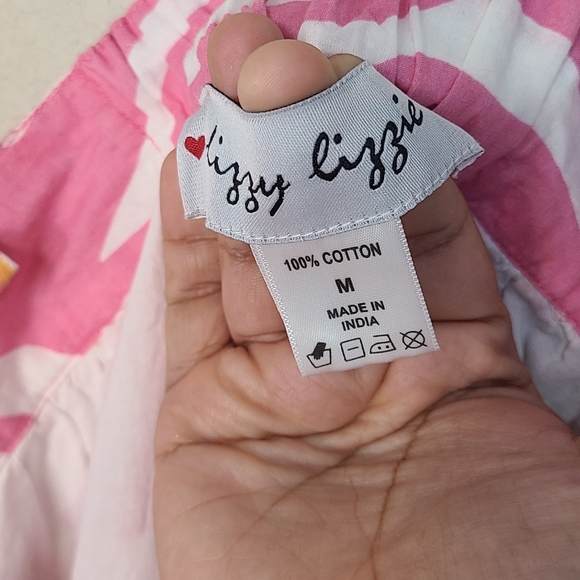 lizzy lizzie
100% COTTON
M
MADE IN
INDIA